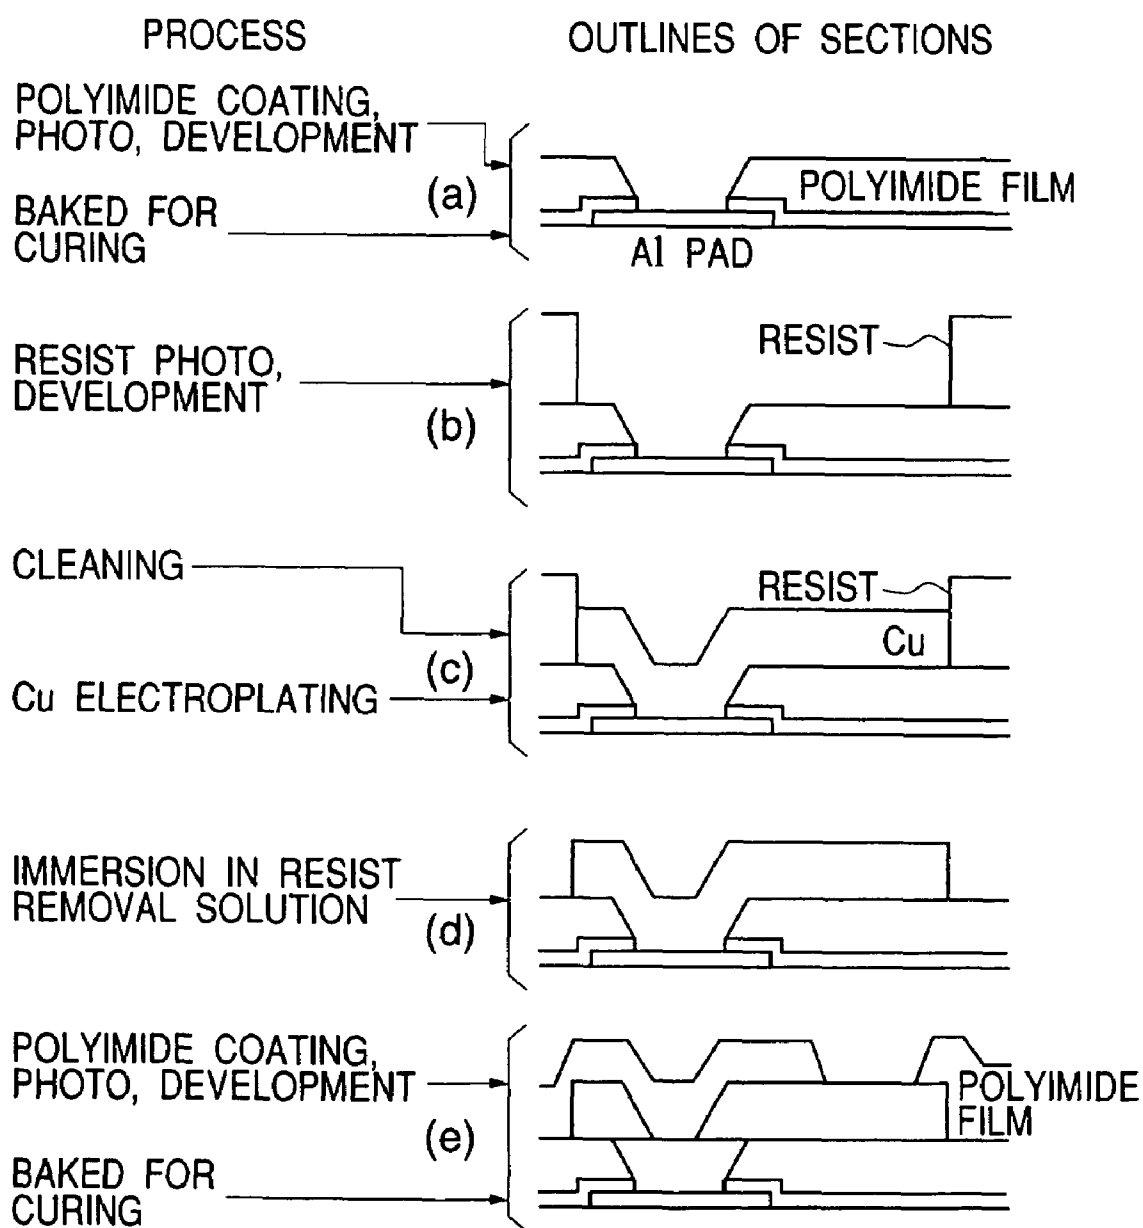 PROCESS
OUTLINES OF SECTIONS
POLYIMIDE COATING,
PHOTO, DEVELOPMENT
BAKED FOR
CURING
(a)
POLYIMIDE FILM
Al PAD
RESIST PHOTO,
DEVELOPMENT
(b)
RESIST
CLEANING
Cu ELECTROPLATING
(c)
RESIST
Cu
IMMERSION IN RESIST
REMOVAL SOLUTION
(d)
POLYIMIDE COATING,
PHOTO, DEVELOPMENT
BAKED FOR
CURING
(e)
POLYIMIDE
FILM